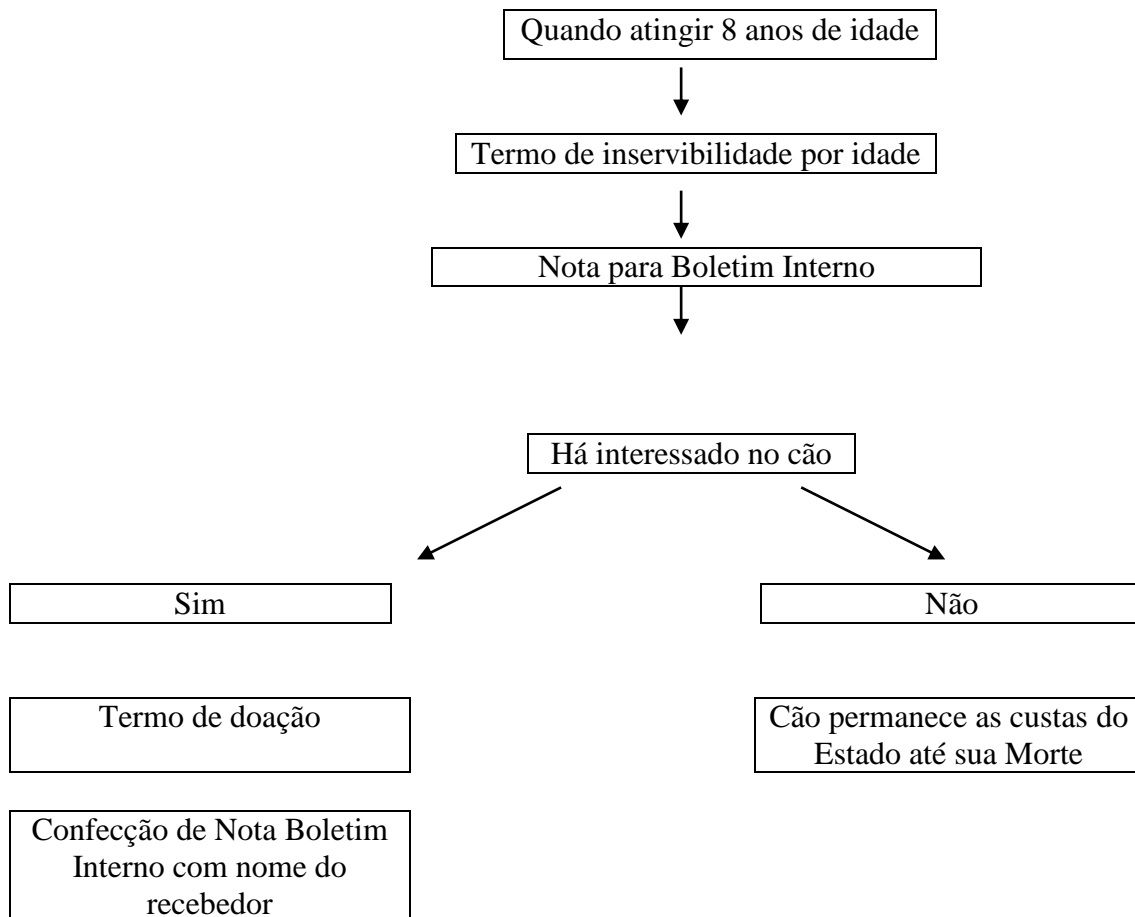 Quando atingir 8 anos de idade
Termo de inservibilidade por idade
Nota para Boletim Interno
Há interessado no cão
Sim
Não
Termo de doação
Cão permanece as custas do
Estado até sua Morte
Confecção de Nota Boletim
Interno com nome do
recebedor